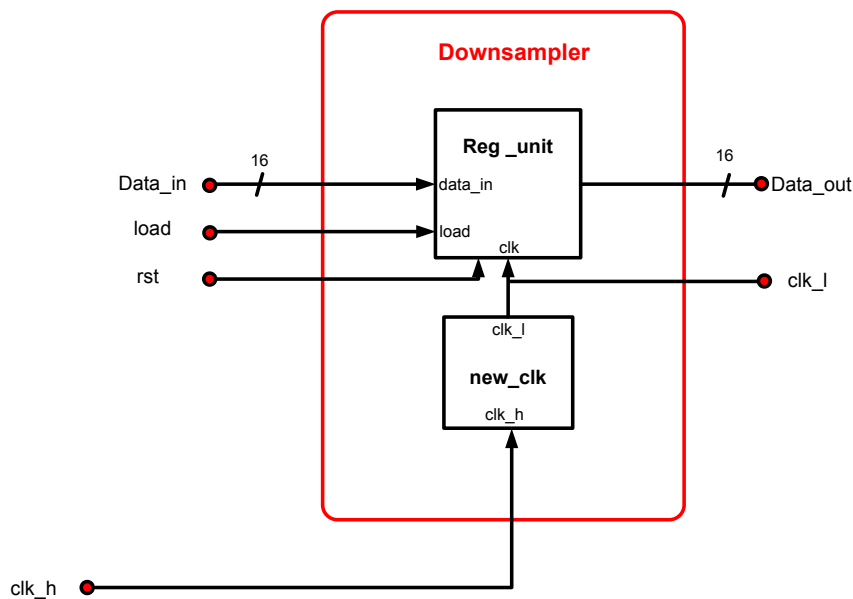 Downsampler
Reg _unit
16
16
Data_in
data_in
Data_out
load
load
clk
rst
clk_l
clk_l
new_clk
clk_h
clk_h